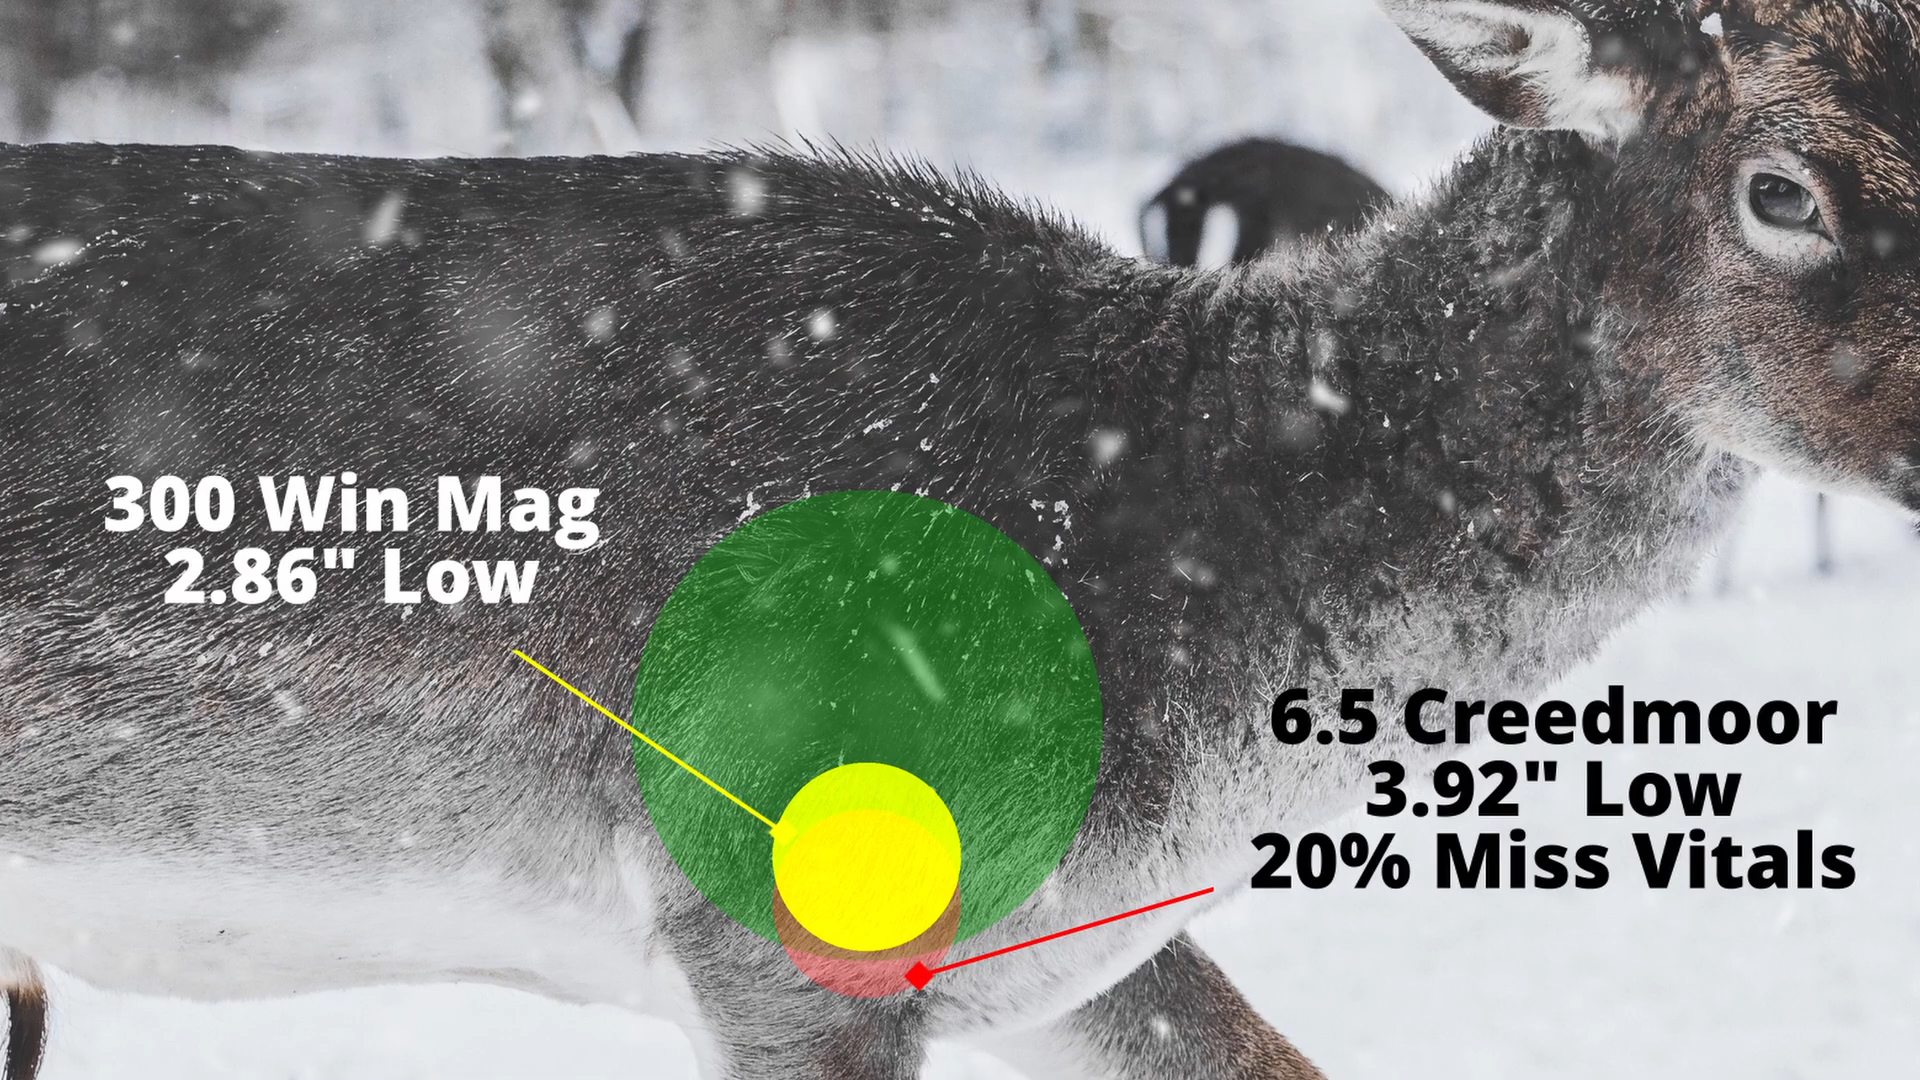 300 Win Mag
2.86" Low
6.5 Creedmoor
3.92" Low
20% Miss Vitals